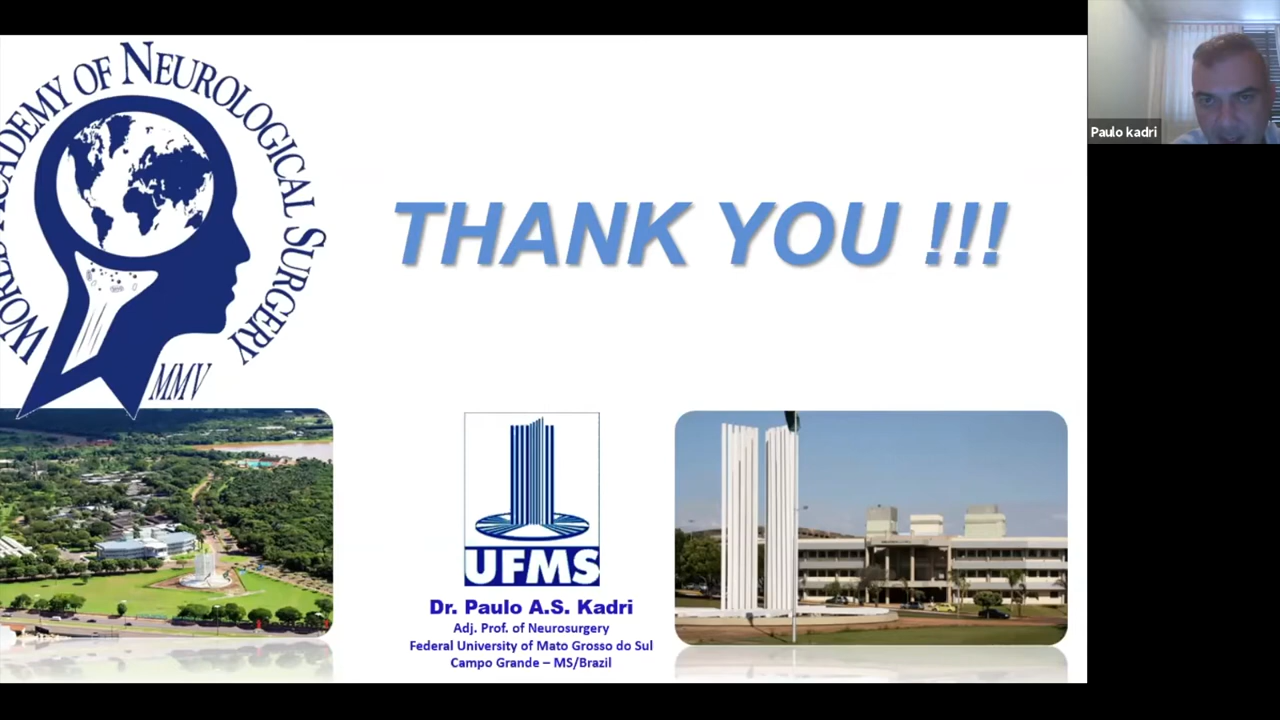 WORLD ACADEMY OF NEUROLOGICAL SURGERY
MMV
THANK YOU !!!
UFMS
Dr. Paulo A.S. Kadri
Adj. Prof. of Neurosurgery
Federal University of Mato Grosso do Sul
Campo Grande – MS/Brazil
Paulo kadri